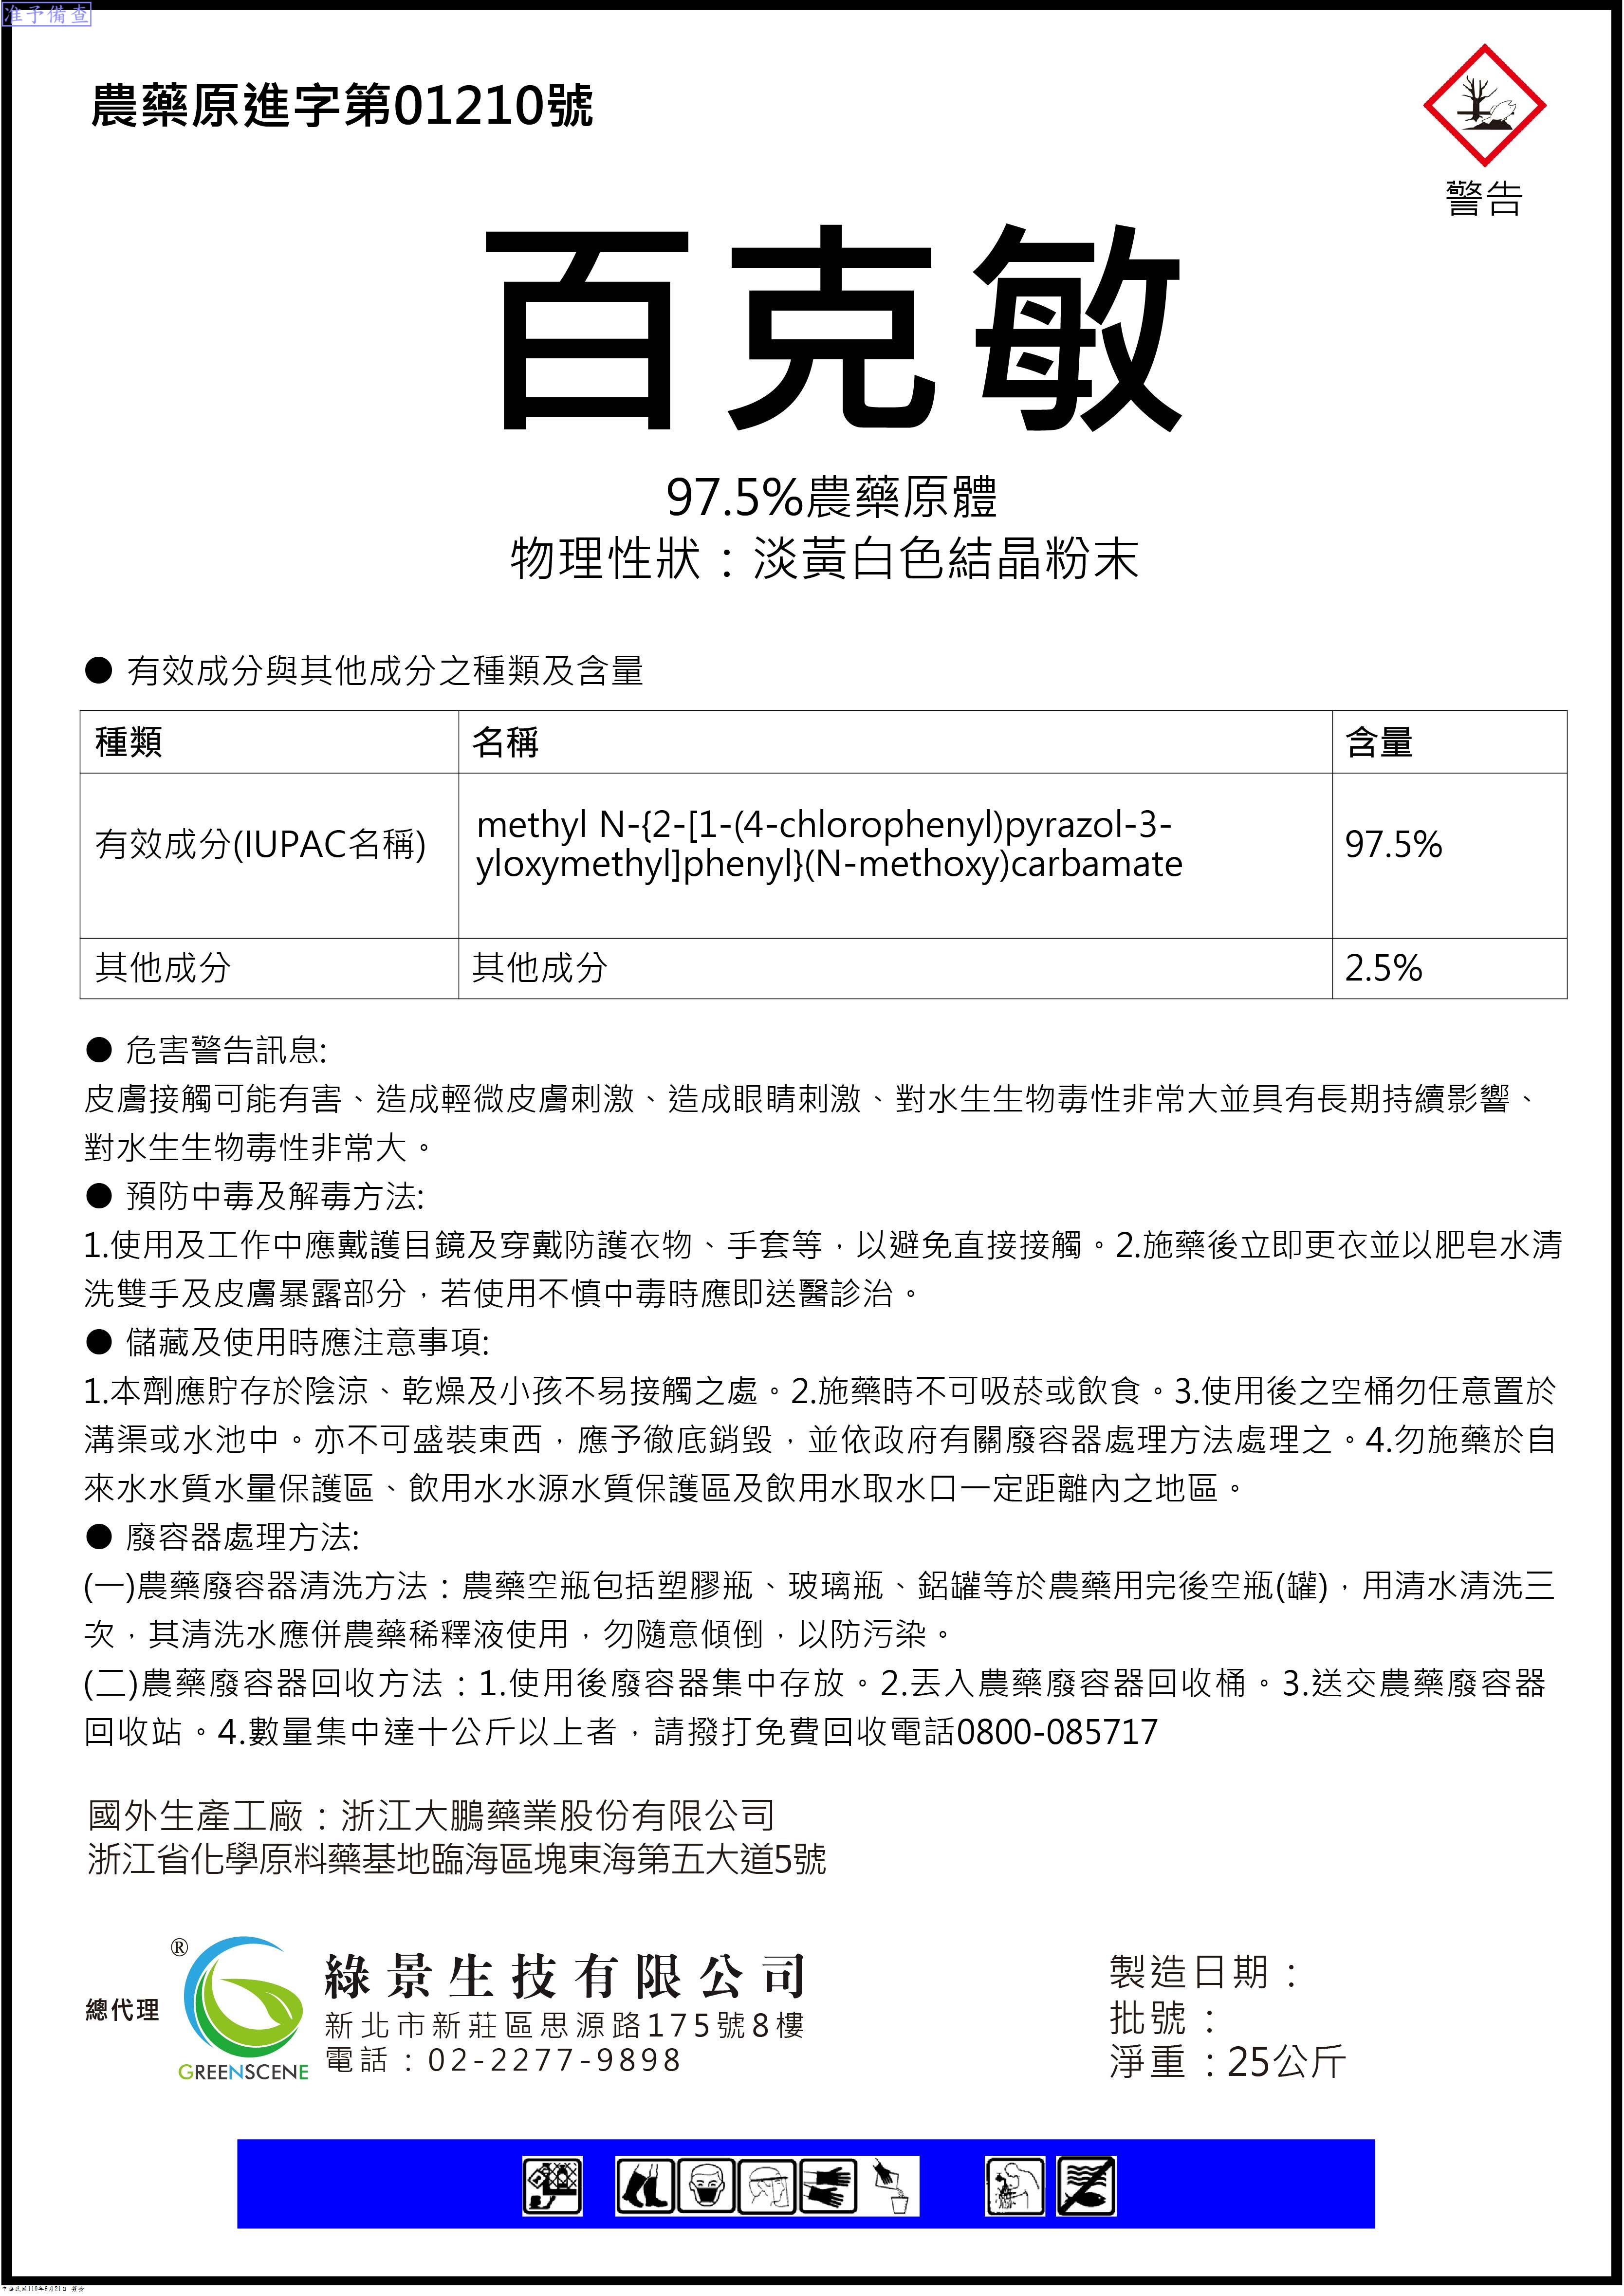 准予備查
農藥原進字第01210號
警告
百克敏
97.5%農藥原體
物理性狀：淡黃白色結晶粉末
● 有效成分與其他成分之種類及含量
種類 名稱 含量
有效成分(IUPAC名稱) methyl N-{2-[1-(4-chlorophenyl)pyrazol-3-
yloxymethyl]phenyl}(N-methoxy)carbamate 97.5%
其他成分 其他成分 2.5%
● 危害警告訊息:
皮膚接觸可能有害、造成輕微皮膚刺激、造成眼睛刺激、對水生生物毒性非常大並具有長期持續影響、
對水生生物毒性非常大。
● 預防中毒及解毒方法:
1.使用及工作中應戴護目鏡及穿戴防護衣物、手套等，以避免直接接觸。2.施藥後立即更衣並以肥皂水清
洗雙手及皮膚暴露部分，若使用不慎中毒時應即送醫診治。
● 儲藏及使用時應注意事項:
1.本劑應貯存於陰涼、乾燥及小孩不易接觸之處。2.施藥時不可吸菸或飲食。3.使用後之空桶勿任意置於
溝渠或水池中。亦不可盛裝東西，應予徹底銷毀，並依政府有關廢容器處理方法處理之。4.勿施藥於自
來水水質水量保護區、飲用水水源水質保護區及飲用水取水口一定距離內之地區。
● 廢容器處理方法:
(一)農藥廢容器清洗方法：農藥空瓶包括塑膠瓶、玻璃瓶、鋁罐等於農藥用完後空瓶(罐)，用清水清洗三
次，其清洗水應併農藥稀釋液使用，勿隨意傾倒，以防污染。
(二)農藥廢容器回收方法：1.使用後廢容器集中存放。2.丟入農藥廢容器回收桶。3.送交農藥廢容器
回收站。4.數量集中達十公斤以上者，請撥打免費回收電話0800-085717
國外生產工廠：浙江大鵬藥業股份有限公司
浙江省化學原料藥基地臨海區塊東海第五大道5號
總代理
®
GREENSCENE
綠景生技有限公司
新北市新莊區思源路175號8樓
電話：02-2277-9898
製造日期：
批號：
淨重：25公斤
中華民國110年6月21日 簽發